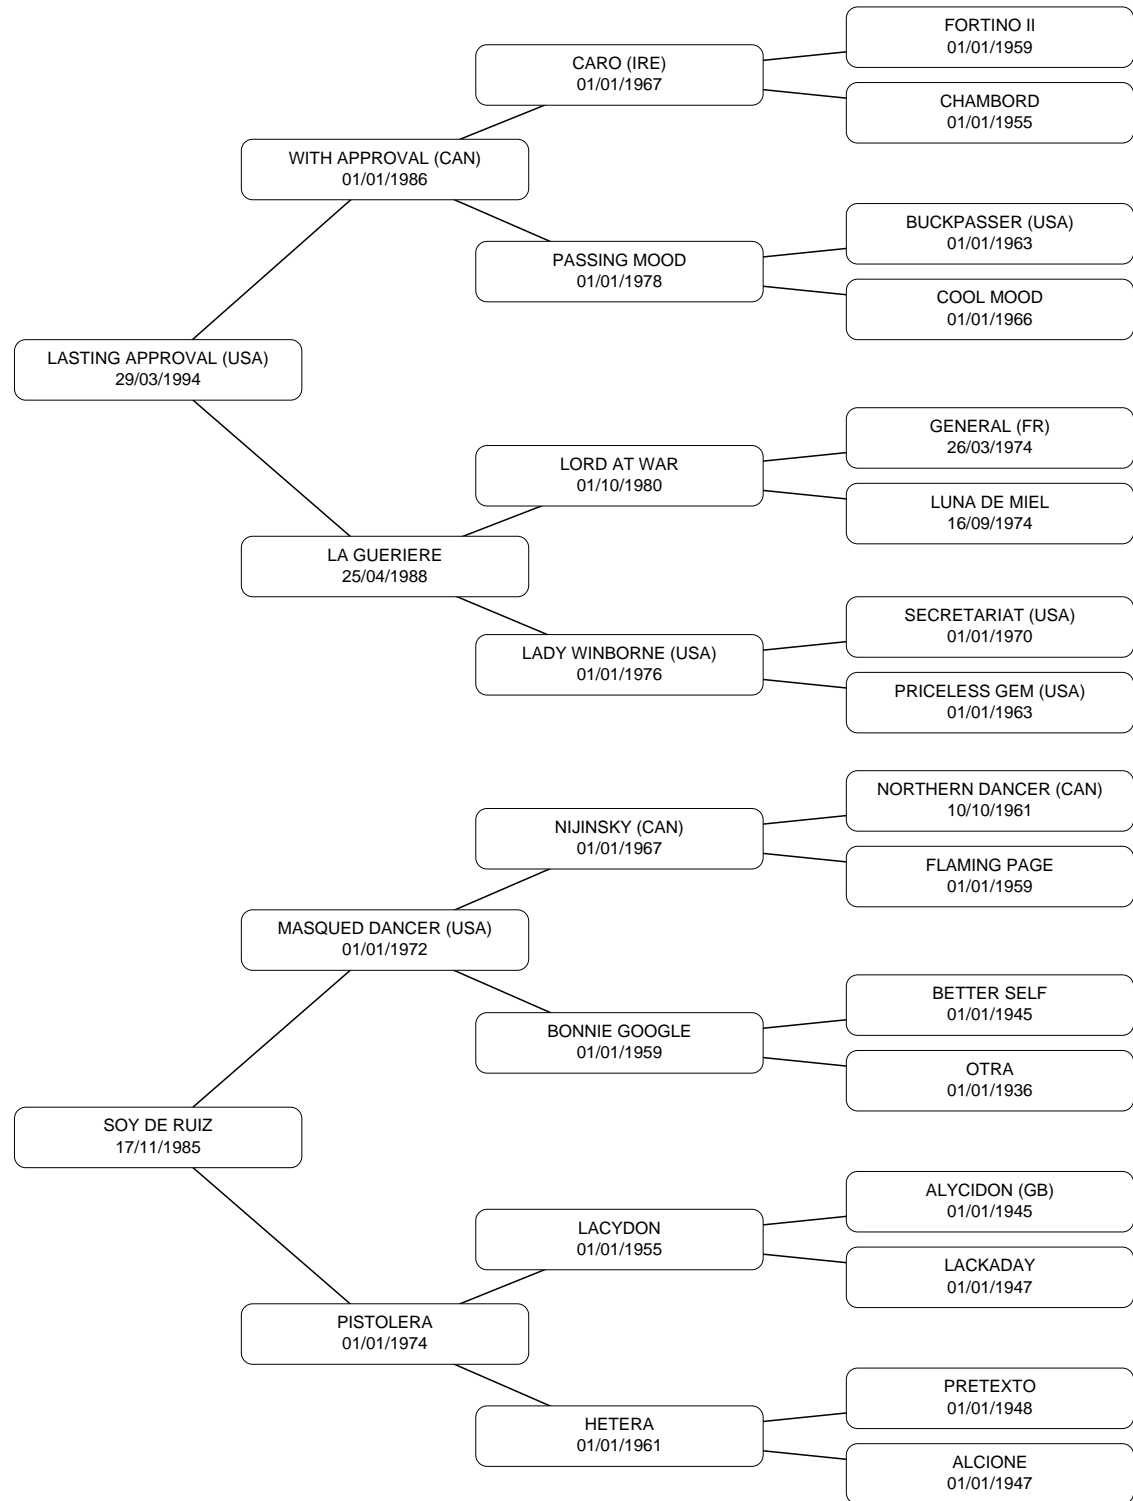 FORTINO II
01/01/1959
CARO (IRE)
01/01/1967
CHAMBORD
01/01/1955
WITH APPROVAL (CAN)
01/01/1986
BUCKPASSER (USA)
01/01/1963
PASSING MOOD
01/01/1978
COOL MOOD
01/01/1966
LASTING APPROVAL (USA)
29/03/1994
GENERAL (FR)
26/03/1974
LORD AT WAR
01/10/1980
LUNA DE MIEL
16/09/1974
LA GUERIERE
25/04/1988
SECRETARIAT (USA)
01/01/1970
LADY WINBORNE (USA)
01/01/1976
PRICELESS GEM (USA)
01/01/1963
NORTHERN DANCER (CAN)
10/10/1961
NIJINSKY (CAN)
01/01/1967
FLAMING PAGE
01/01/1959
MASQUED DANCER (USA)
01/01/1972
BETTER SELF
01/01/1945
BONNIE GOOGLE
01/01/1959
OTRA
01/01/1936
SOY DE RUIZ
17/11/1985
ALYCIDON (GB)
01/01/1945
LACYDON
01/01/1955
LACKADAY
01/01/1947
PISTOLERA
01/01/1974
PRETEXTO
01/01/1948
HETERA
01/01/1961
ALCIONE
01/01/1947